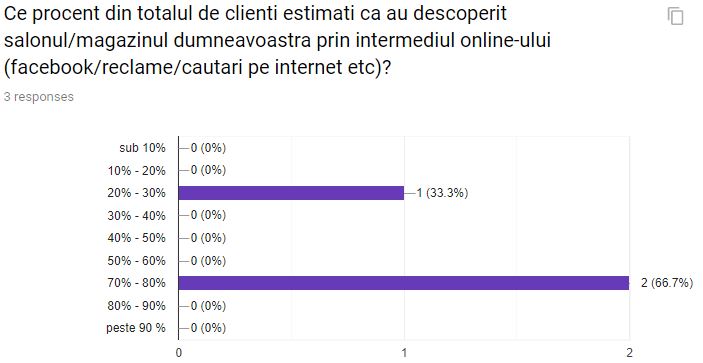 Ce procent din totalul de clienti estimati ca au descoperit
salonul/magazinul dumneavoastra prin intermediul online-ului
(facebook/reclame/cautari pe internet etc)?
3 responses
sub 10% 0 (0%)
10% - 20% 0 (0%)
20% - 30% 1 (33.3%)
30% - 40% 0 (0%)
40% - 50% 0 (0%)
50% - 60% 0 (0%)
70% - 80% 2 (66.7%)
80% - 90% 0 (0%)
peste 90 % 0 (0%)
0 1 2